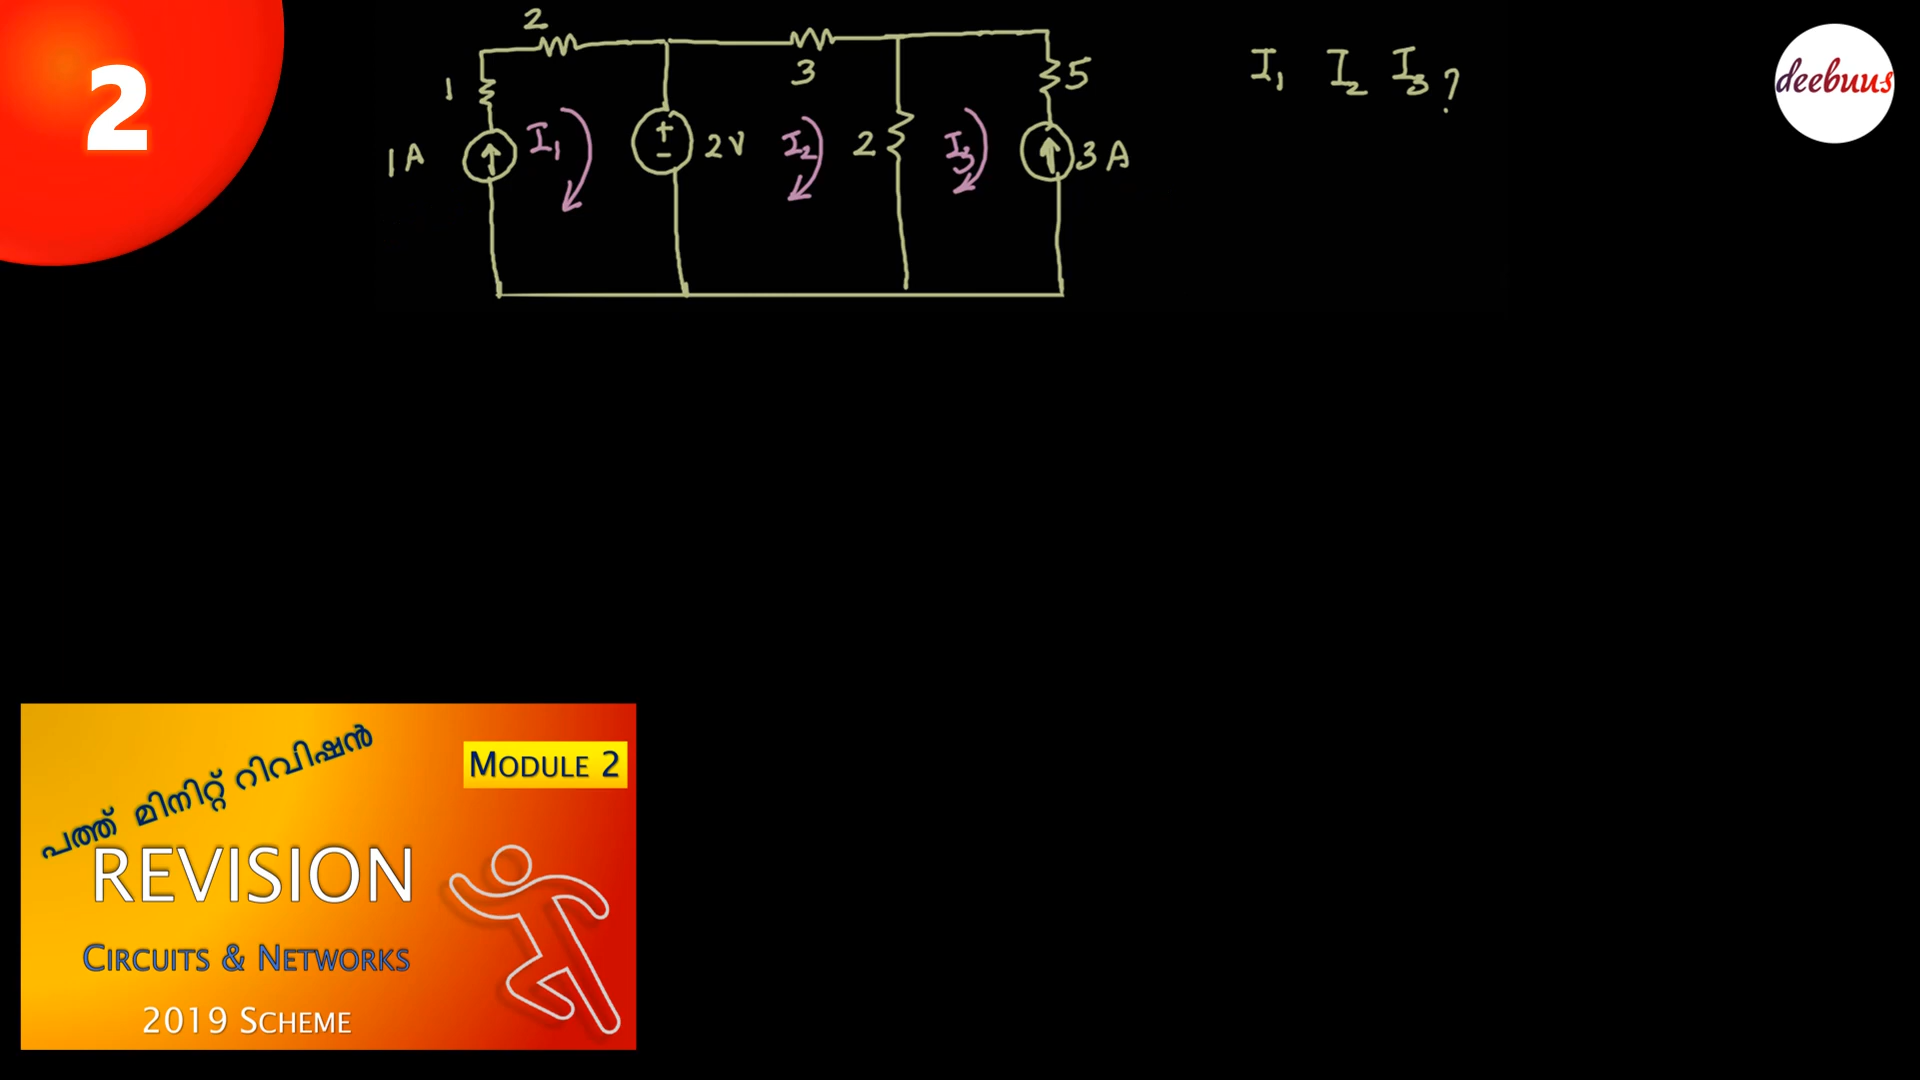 2
2
3
1
5
I1 I2 I3 ?
deebuus
1A
I1
+
-
2V
I2
2
I3
3A
പത്ത് മിനിറ്റ് റിവിഷൻ
MODULE 2
REVISION
CIRCUITS & NETWORKS
2019 SCHEME